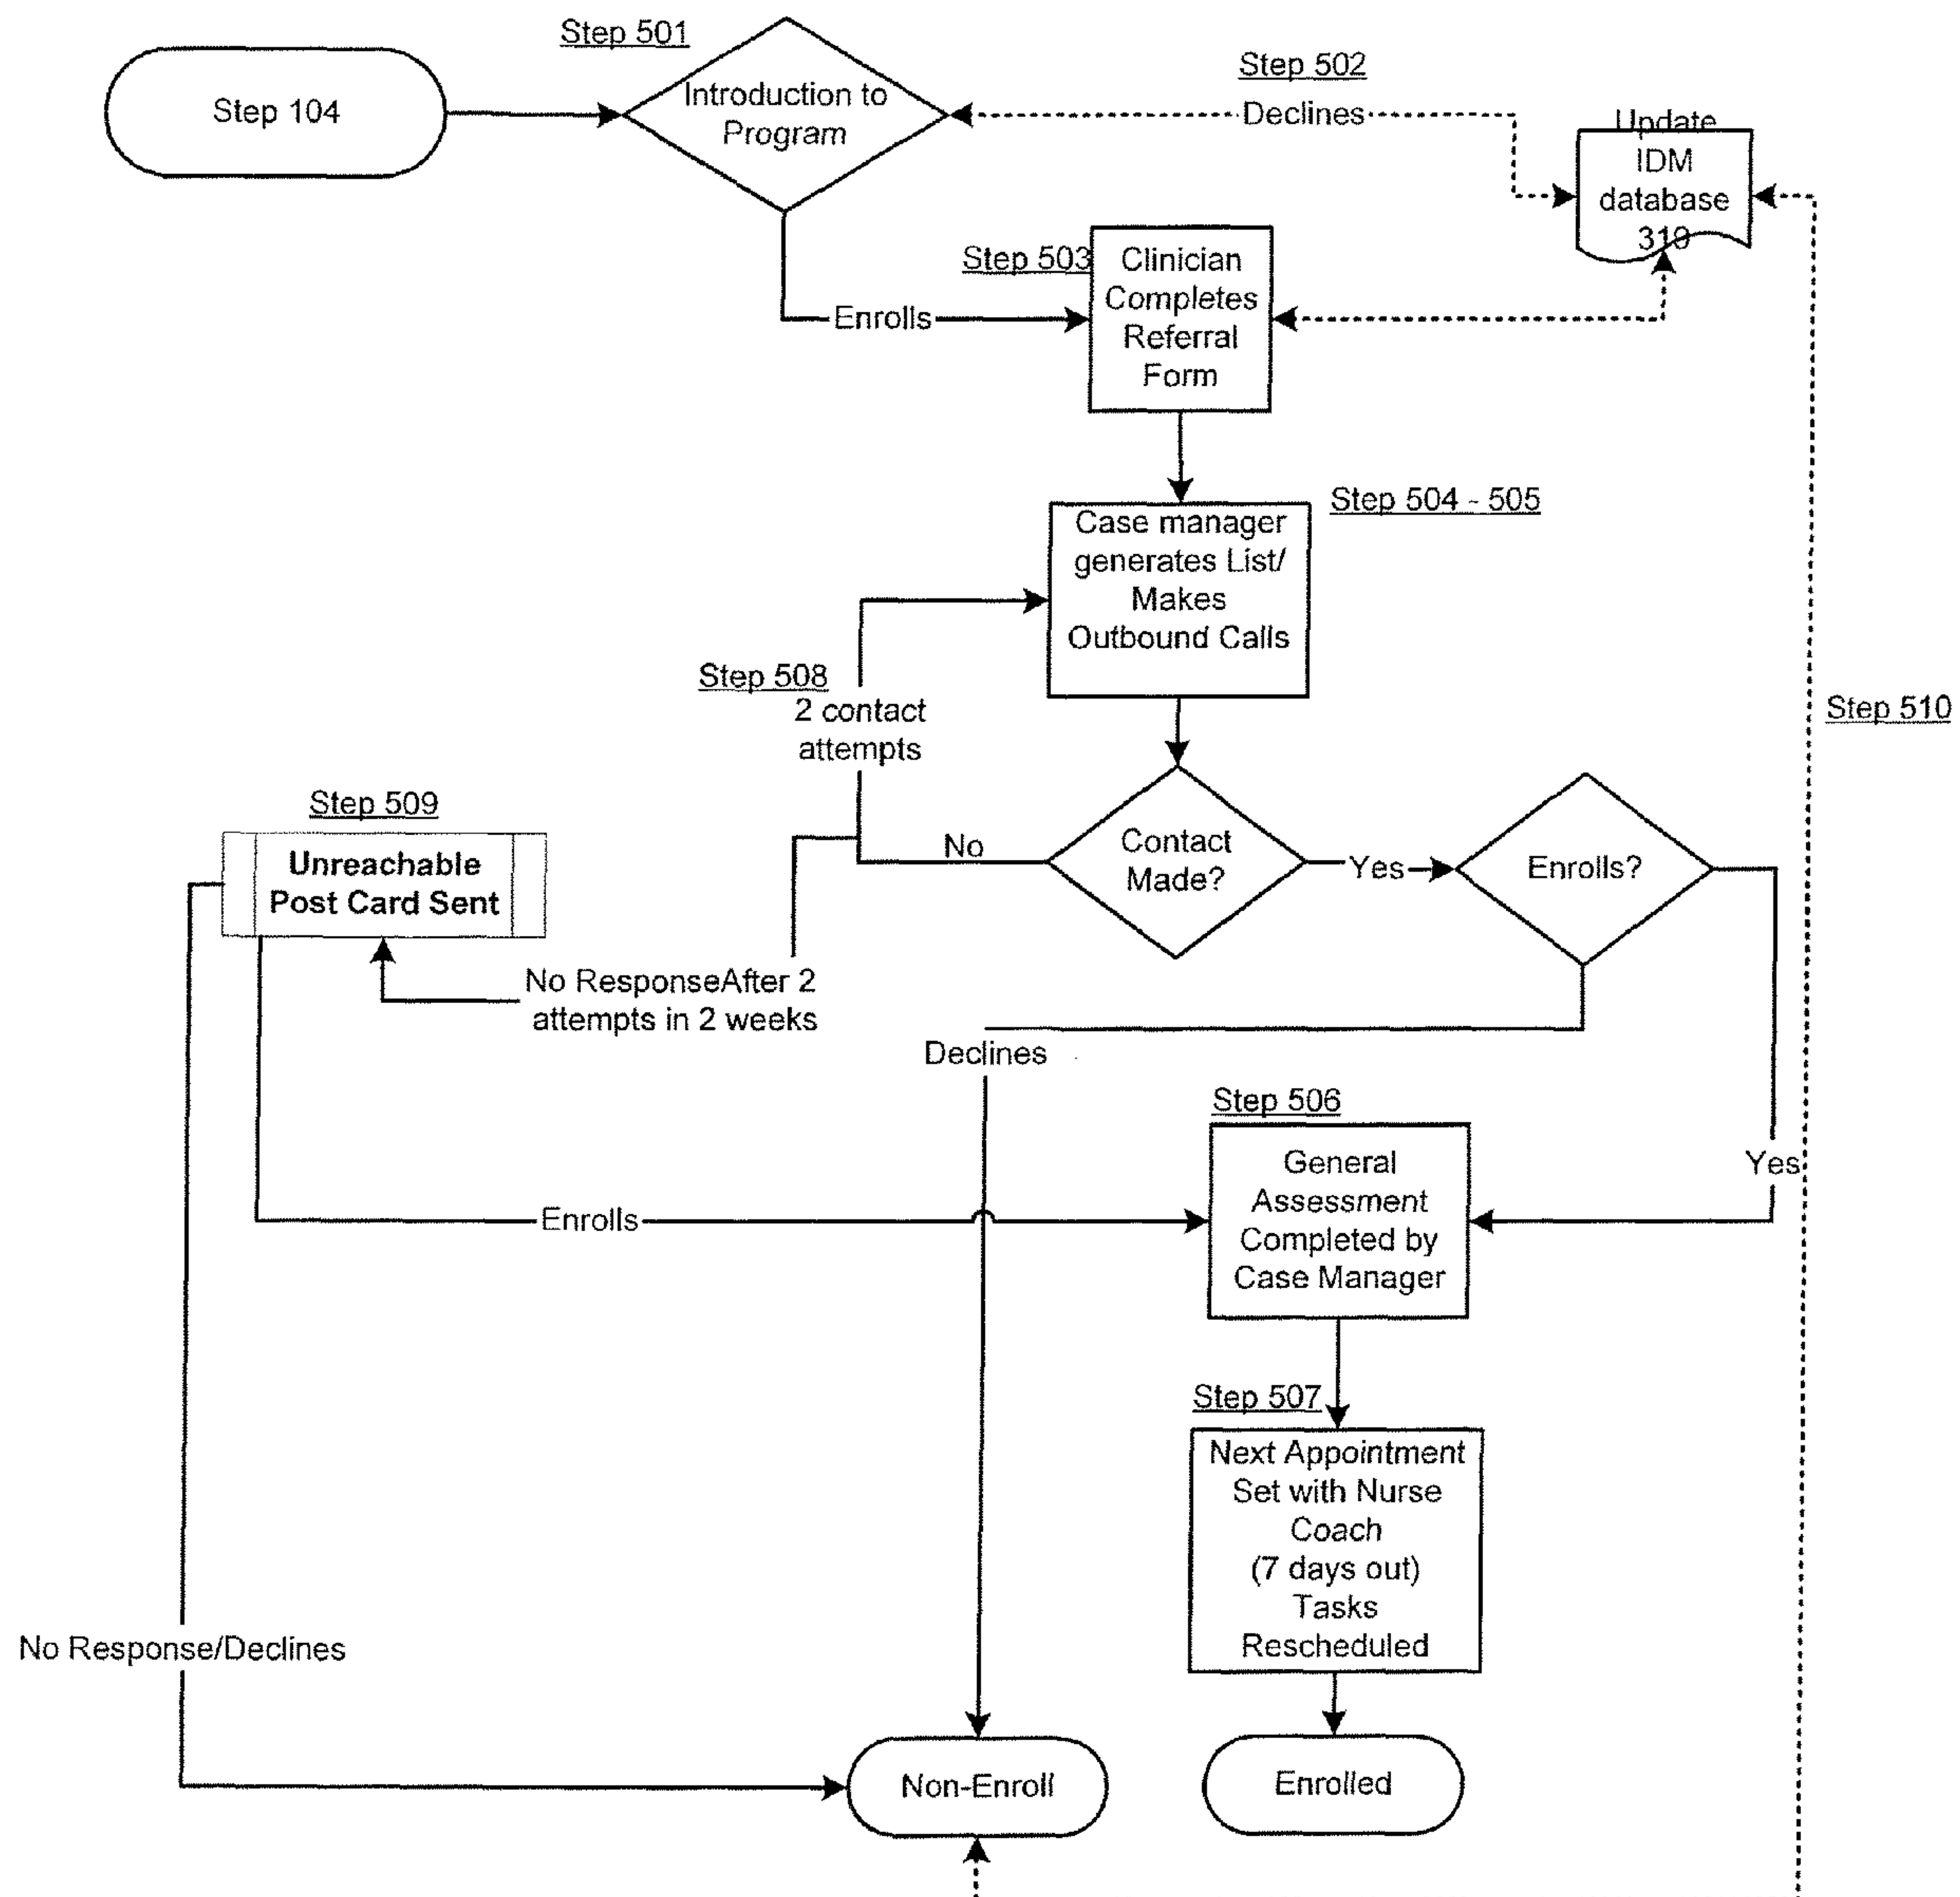 Step 501
Step 104
Introduction to
Program
Step 502
Declines
Update
IDM
database
319
Step 503
Clinician
Completes
Referral
Form
Enrolls
Step 504 - 505
Case manager
generates List/
Makes
Outbound Calls
Step 508
2 contact
attempts
Step 510
Step 509
Unreachable
Post Card Sent
No
Contact
Made?
Yes
Enrolls?
No ResponseAfter 2
attempts in 2 weeks
Declines
Step 506
General
Assessment
Completed by
Case Manager
Yes
Enrolls
Step 507
Next Appointment
Set with Nurse
Coach
(7 days out)
Tasks
Rescheduled
No Response/Declines
Non-Enroll
Enrolled